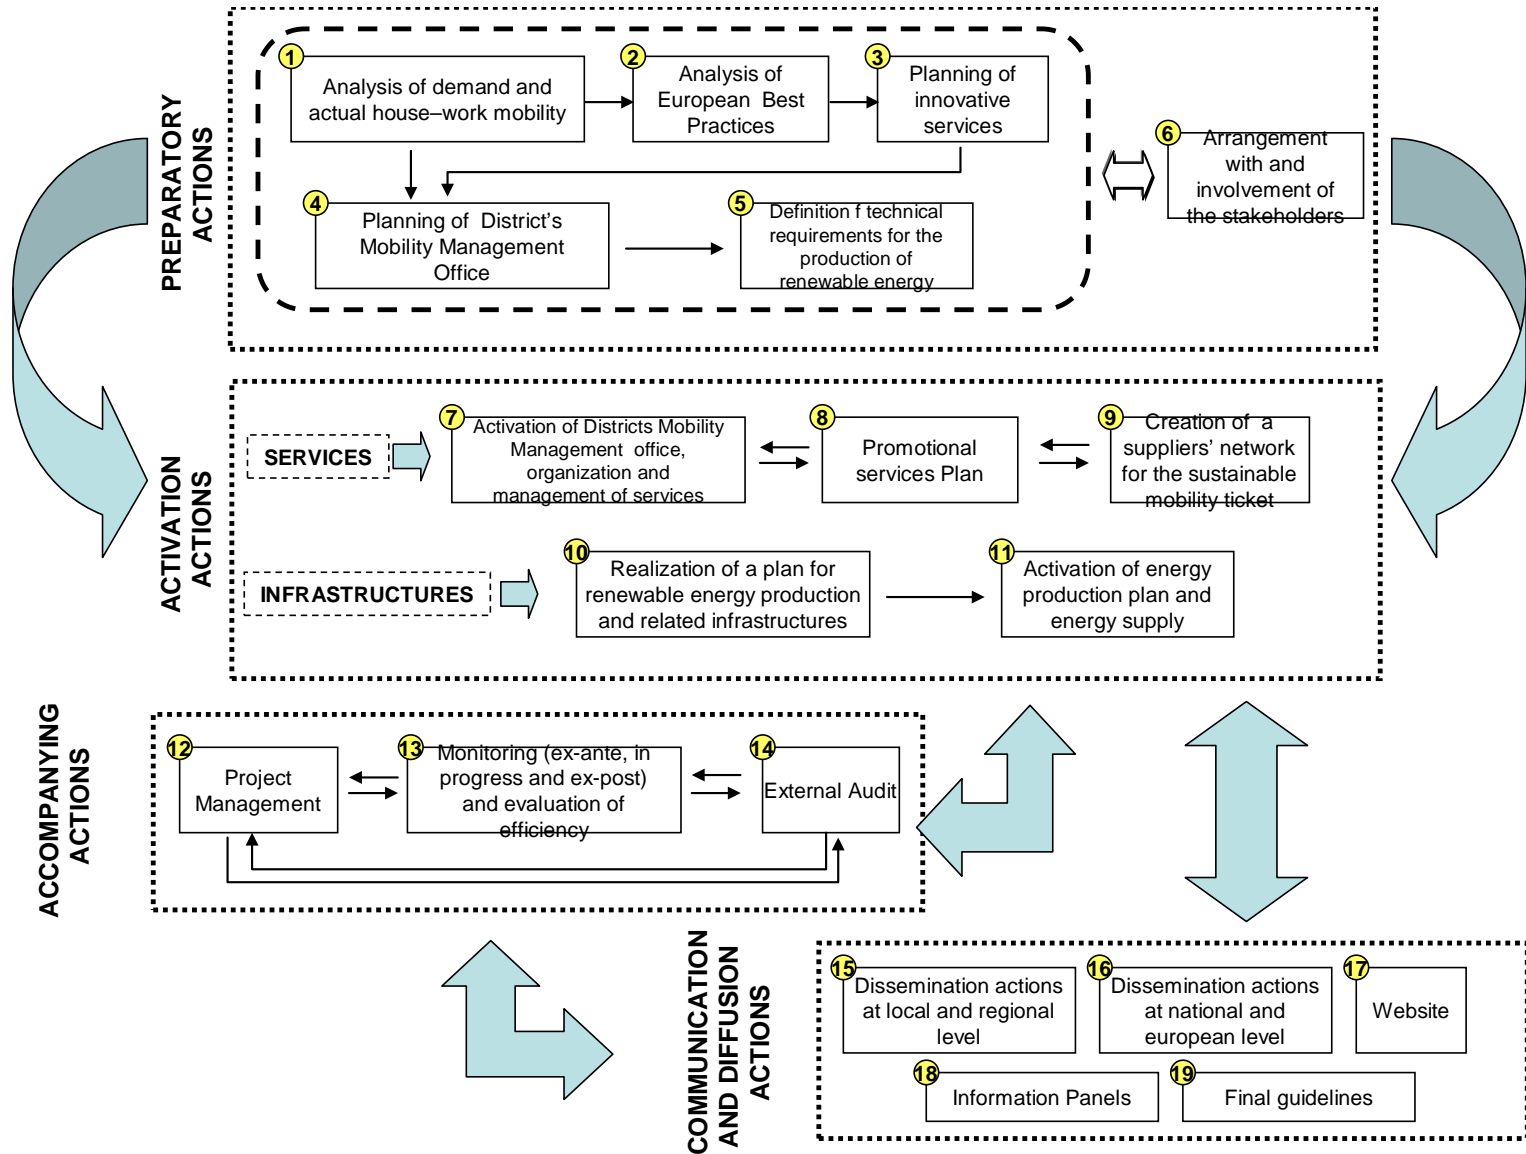 PREPARATORY
ACTIONS
1
Analysis of demand and
actual house–work mobility
2
Analysis of
European Best
Practices
3
Planning of
innovative
services
4
Planning of District's
Mobility Management
Office
5
Definition f technical
requirements for the
production of
renewable energy
6
Arrangement
with and
involvement of
the stakeholders
ACTIVATION
ACTIONS
SERVICES
7
Activation of Districts Mobility
Management office,
organization and
management of services
8
Promotional
services Plan
9
Creation of a
suppliers' network
for the sustainable
mobility ticket
INFRASTRUCTURES
10
Realization of a plan for
renewable energy production
and related infrastructures
11
Activation of energy
production plan and
energy supply
ACCOMPANYING
ACTIONS
12
Project
Management
13
Monitoring (ex-ante, in
progress and ex-post)
and evaluation of
efficiency
14
External Audit
COMMUNICATION
AND DIFFUSION
ACTIONS
15
Dissemination actions
at local and regional
level
16
Dissemination actions
at national and
european level
17
Website
18
Information Panels
19
Final guidelines